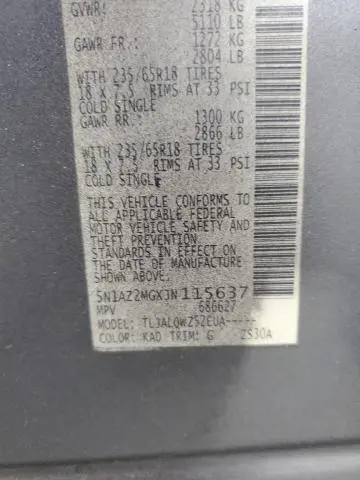 GVWR: 2318 KG
5110 LB
GAWR FR: 1272 KG
2804 LB
WITH 235/65R18 TIRES
18 X 7.5 RIMS AT 33 PSI
COLD SINGLE
GAWR RR: 1300 KG
2866 LB
WITH 235/65R18 TIRES
18 X 7.5 RIMS AT 33 PSI
COLD SINGLE
THIS VEHICLE CONFORMS TO
ALL APPLICABLE FEDERAL
MOTOR VEHICLE SAFETY AND
THEFT PREVENTION
STANDARDS IN EFFECT ON
THE DATE OF MANUFACTURE
SHOWN ABOVE.
5N1AZ2MGXJN115637
MPV 686627
MODEL: TLJALQWZ52EUA-----
COLOR: KAD TRIM: G 2S30A